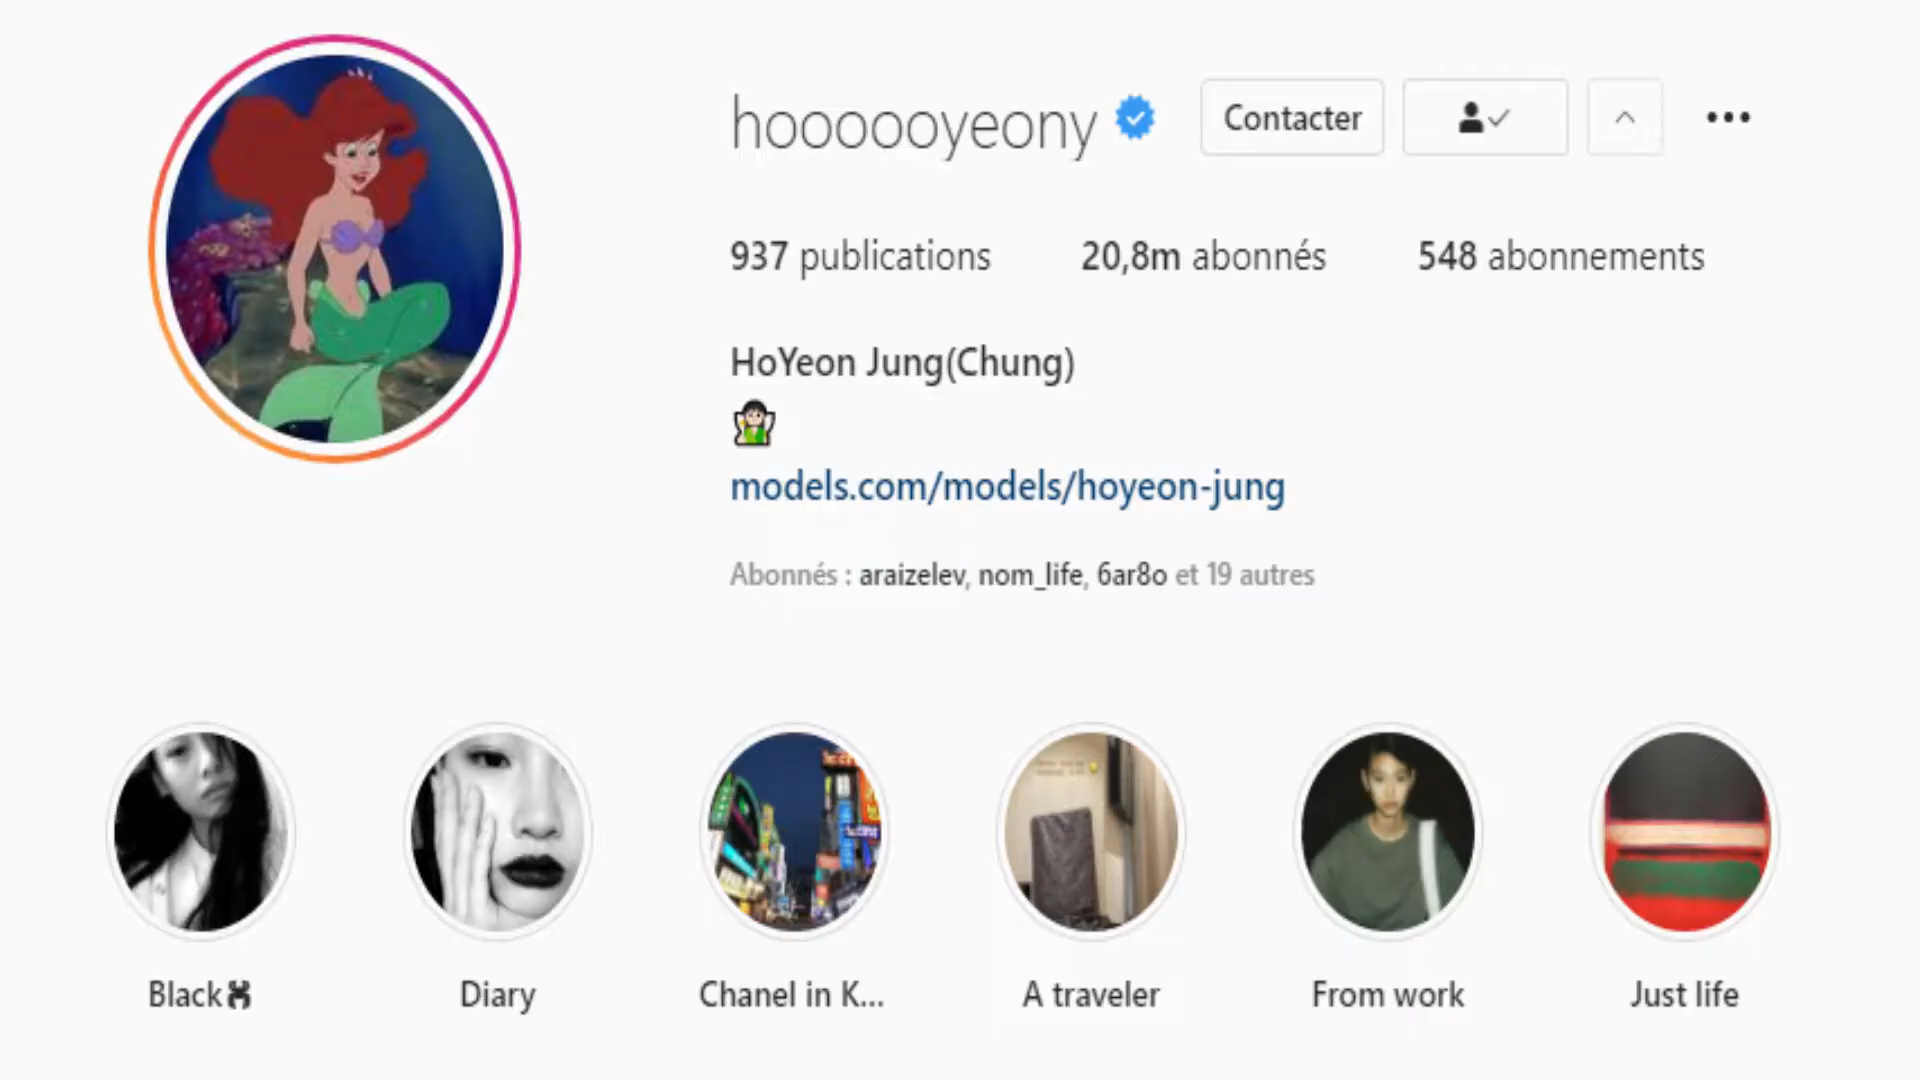 hoooooyeony
Contacter
937 publications 20,8m abonnés 548 abonnements
HoYeon Jung(Chung)
models.com/models/hoyeon-jung
Abonnés : araizelev, nom_life, 6ar8o et 19 autres
Black Diary Chanel in K... A traveler From work Just life